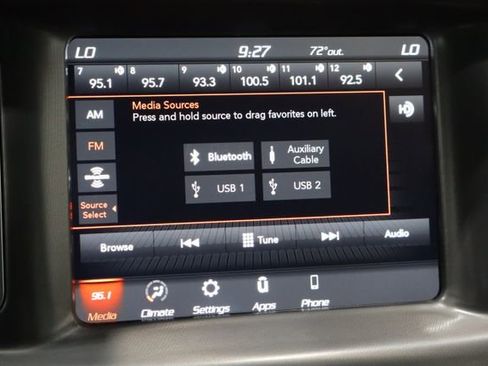 LO 9:27 72°out. LO
7 8 9 10 11 12
95.1 95.7 93.3 100.5 101.1 92.5
Media Sources
Press and hold source to drag favorites on left.
AM
FM
Source
Select
Bluetooth
Auxiliary
Cable
USB 1
USB 2
Browse Tune Audio
95.1
Media Climate Settings Apps Phone